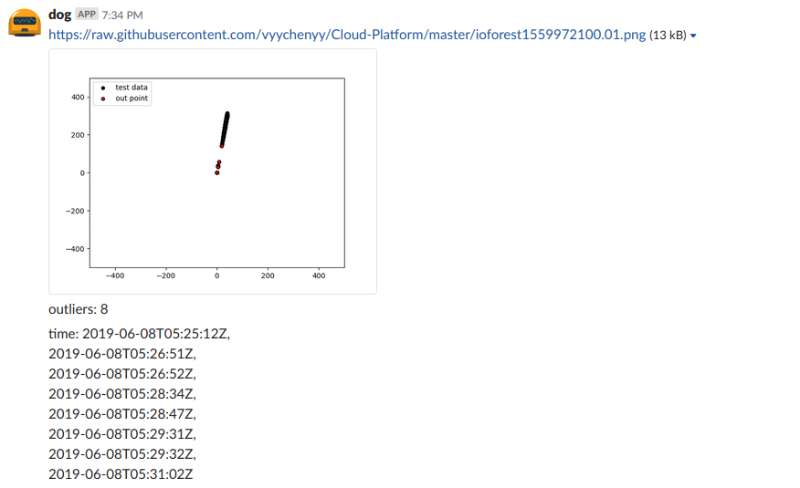 dog APP 7:34 PM
https://raw.githubusercontent.com/vyychenyy/Cloud-Platform/master/ioforest1559972100.01.png (13 kB)
test data
out point
400
200
0
−200
−400
−400 −200 0 200 400
outliers: 8
time: 2019-06-08T05:25:12Z,
2019-06-08T05:26:51Z,
2019-06-08T05:26:52Z,
2019-06-08T05:28:34Z,
2019-06-08T05:28:47Z,
2019-06-08T05:29:31Z,
2019-06-08T05:29:32Z,
2019-06-08T05:31:02Z